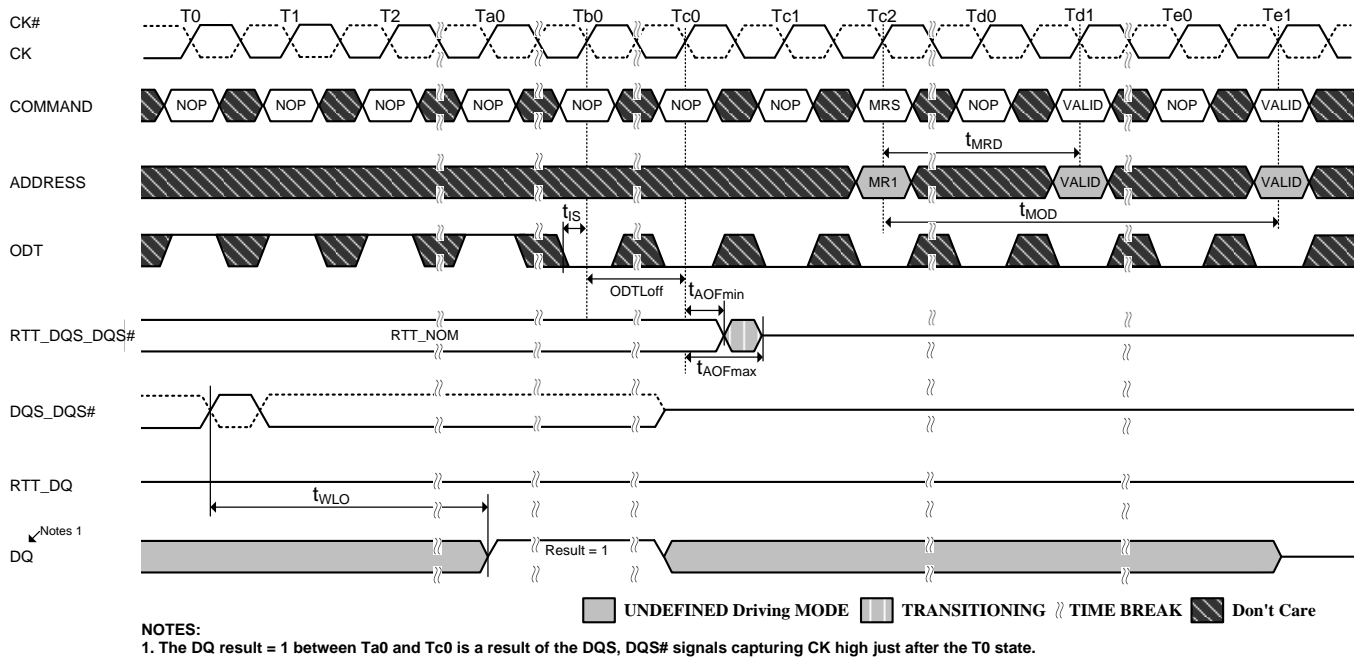 T0 T1 T2 Ta0 Tb0 Tc0 Tc1 Tc2 Td0 Td1 Te0 Te1
CK#
CK
COMMAND NOP NOP NOP NOP NOP NOP NOP MRS NOP VALID NOP VALID
tMRD
ADDRESS MR1 VALID VALID
tIS tMOD
ODT
ODTLoff tAOFmin
RTT_DQS_DQS# RTT_NOM
tAOFmax
DQS_DQS#
RTT_DQ
tWLO
Notes 1
DQ Result = 1
UNDEFINED Driving MODE TRANSITIONING TIME BREAK Don't Care
NOTES:
1. The DQ result = 1 between Ta0 and Tc0 is a result of the DQS, DQS# signals capturing CK high just after the T0 state.